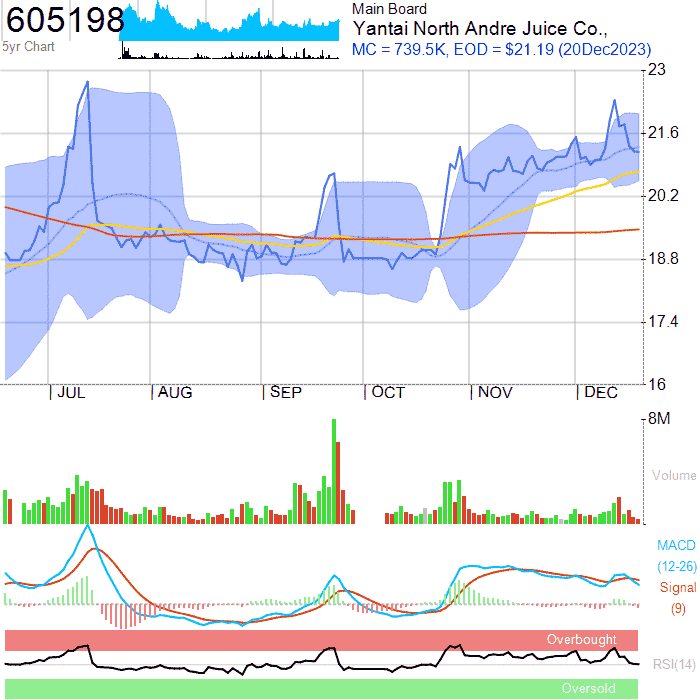 605198
5yr Chart
Main Board
Yantai North Andre Juice Co.,
MC = 739.5K, EOD = $21.19 (20Dec2023)
23
21.6
20.2
18.8
17.4
16
JUL AUG SEP OCT NOV DEC
8M
Volume
MACD
(12-26)
Signal
(9)
Overbought
RSI(14)
Oversold